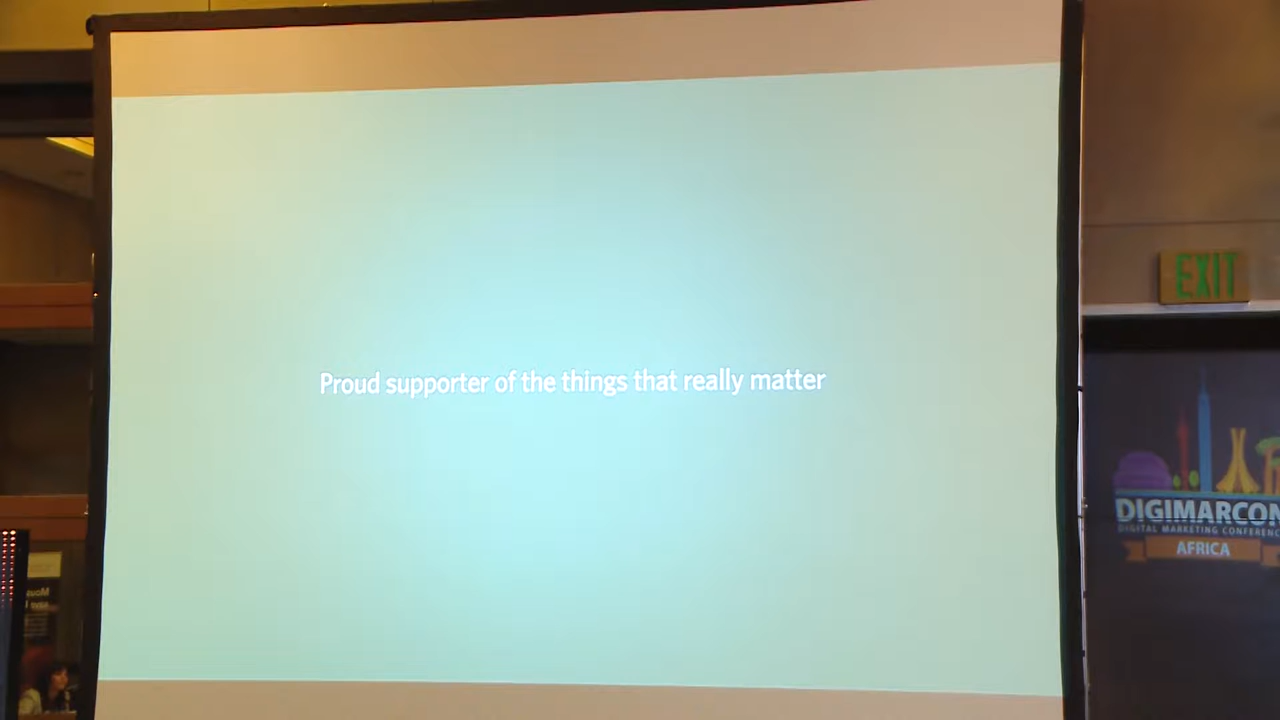 Proud supporter of the things that really matter
EXIT
DIGIMARCON
DIGITAL MARKETING CONFERENCE
AFRICA